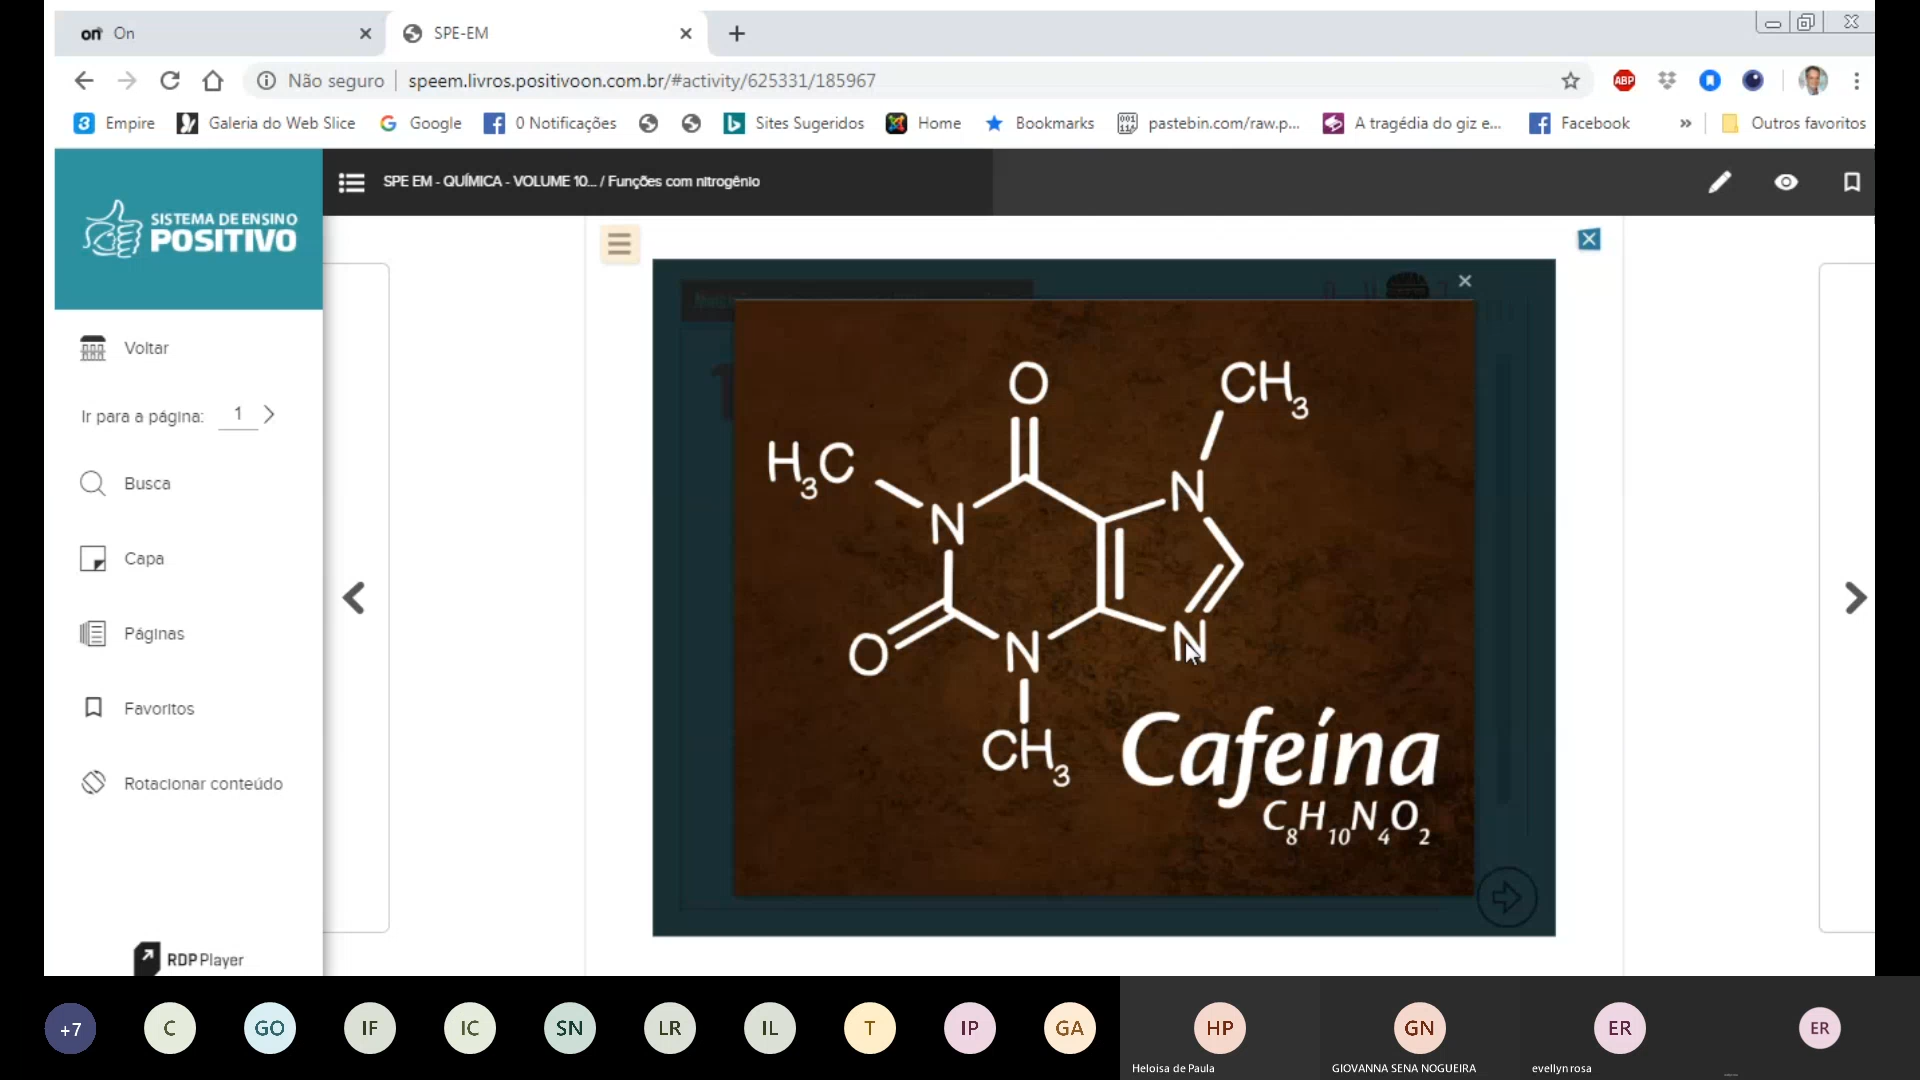 on On
SPE-EM
Não seguro
speem.livros.positivoon.com.br/#activity/625331/185967
ABP
Empire
Galeria do Web Slice
Google
0 Notificações
Sites Sugeridos
Home
Bookmarks
pastebin.com/raw.p...
A tragédia do giz e...
Facebook
»
Outros favoritos
SISTEMA DE ENSINO
POSITIVO
SPE EM - QUÍMICA - VOLUME 10... / Funções com nitrogênio
Voltar
Ir para a página: 1
Busca
Capa
Páginas
Favoritos
Rotacionar conteúdo
RDP Player
O
CH3
H3C
N
N
O
N
N
CH3
Cafeína
C8H10N4O2
+7
C
GO
IF
IC
SN
LR
IL
T
IP
GA
HP
GN
ER
ER
Heloisa de Paula
GIOVANNA SENA NOGUEIRA
evellyn rosa